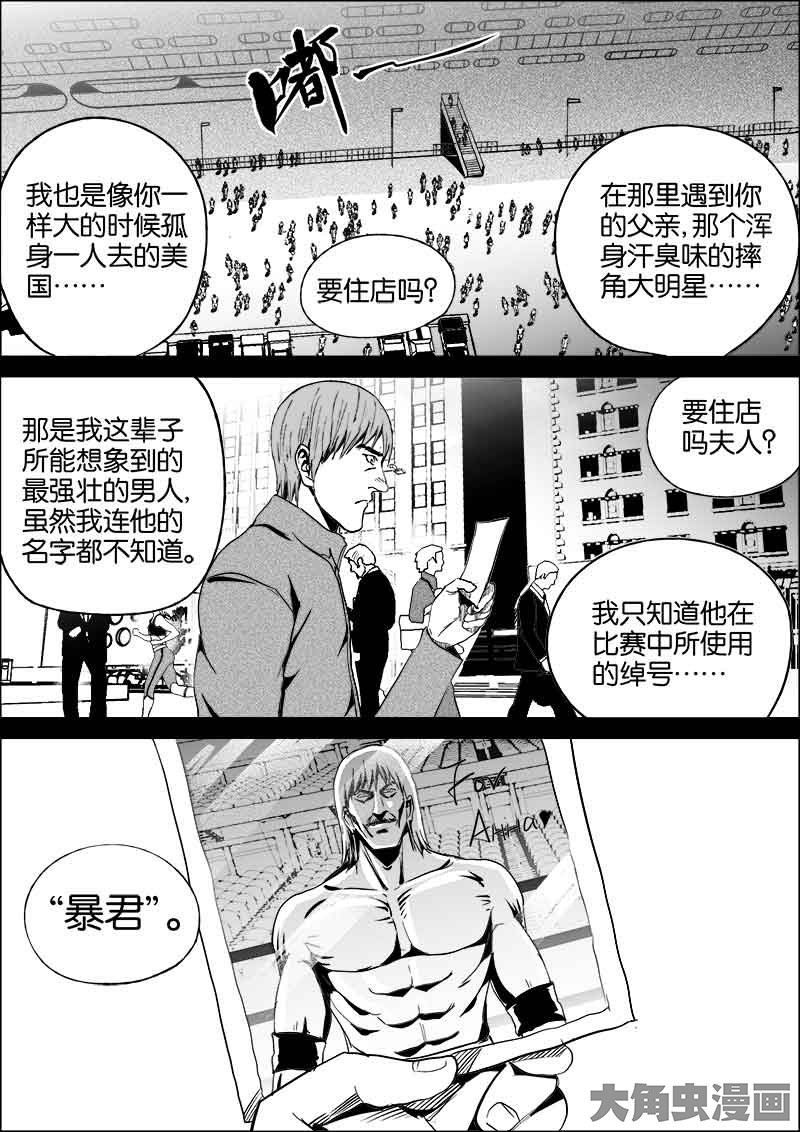 嘟一
我也是像你一
样大的时候孤
身一人去的美
国……
要住店吗？
在那里遇到你
的父亲，那个浑
身汗臭味的摔
角大明星……
那是我这辈子
所能想象到的
最强壮的男人，
虽然我连他的
名字都不知道。
要住店
吗夫人？
我只知道他在
比赛中所使用
的绰号……
“暴君”。
Anna
大角虫漫画